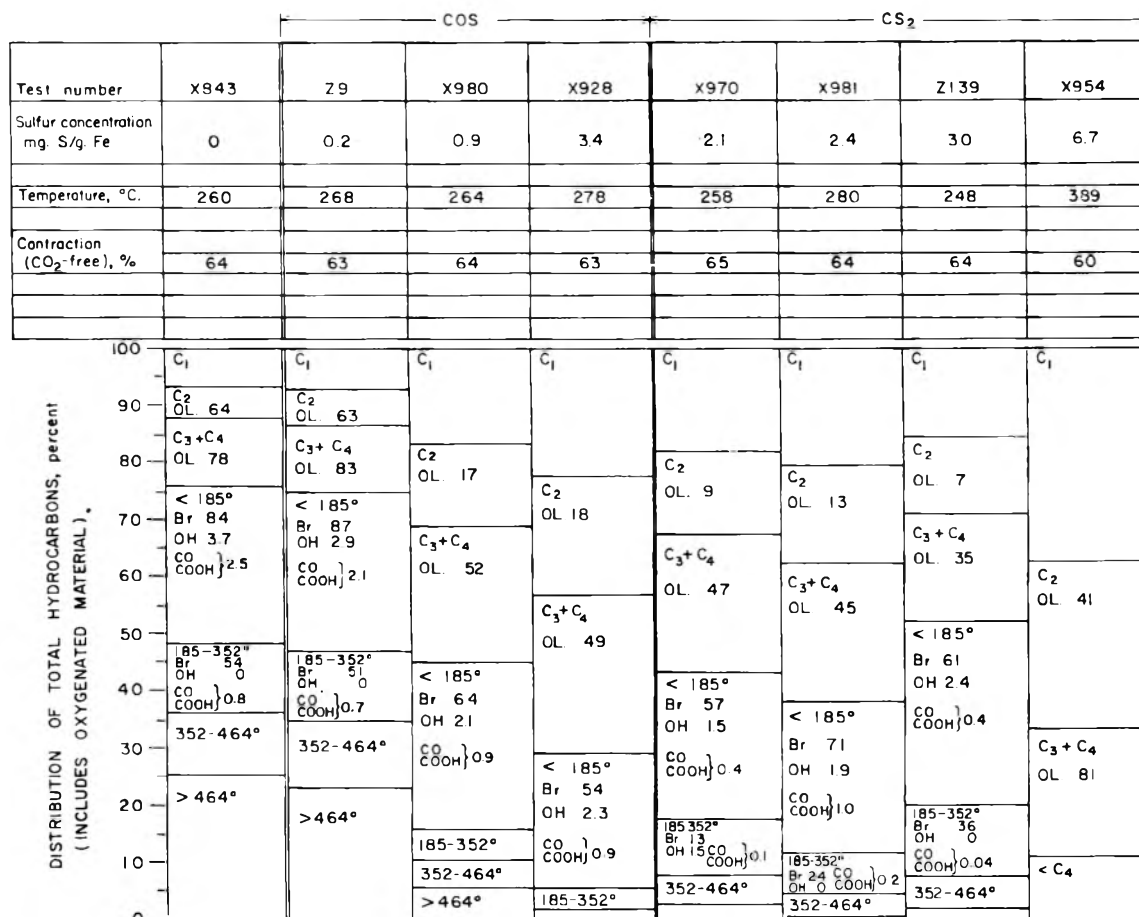 COS CS2
Test number X843 Z9 X980 X928 X970 X981 Z139 X954
Sulfur concentration
mg. S/g. Fe 0 0.2 0.9 3.4 2.1 2.4 30 6.7
Temperature, °C. 260 268 264 278 258 280 248 389
Contraction
(CO2-free), % 64 63 64 63 65 64 64 60
DISTRIBUTION OF TOTAL HYDROCARBONS, percent
(INCLUDES OXYGENATED MATERIAL),
100
90
80
70
60
50
40
30
20
10
0
C1
C2
OL. 64
C3+C4
OL. 78
< 185°
Br 84
OH 3.7
CO
COOH}2.5
185-352"
Br 54
OH 0
CO
COOH}0.8
352-464°
>464°
C1
C2
OL. 63
C3+ C4
OL. 83
< 185°
Br 87
OH 2.9
CO
COOH}2.1
185-352°
Br 51
OH 0
CO
COOH}0.7
352-464°
>464°
C1
C2
OL. 17
C3+C4
OL. 52
< 185°
Br 64
OH 2.1
CO
COOH}0.9
185-352°
352-464°
>464°
C1
C2
OL 18
C3+C4
OL. 49
< 185°
Br 54
OH 2.3
CO
COOH}0.9
185-352°
C1
C2
OL. 9
C3+ C4
OL. 47
< 185°
Br 57
OH 1.5
CO
COOH}0.4
185 352°
Br 13
OH 15 CO
COOH}0.1
352-464°
C1
C2
OL. 13
C3+C4
OL 45
< 185°
Br 71
OH 1.9
CO
COOH}1.0
185-352"
Br 24 CO
OH 0 COOH}0.2
352-464°
C1
C2
OL. 7
C3+C4
OL. 35
< 185°
Br 61
OH 2.4
CO
COOH}0.4
185-352°
Br 36
OH 0
CO
COOH}0.04
352-464°
C1
C2
OL. 41
C3 + C4
OL 81
< C4